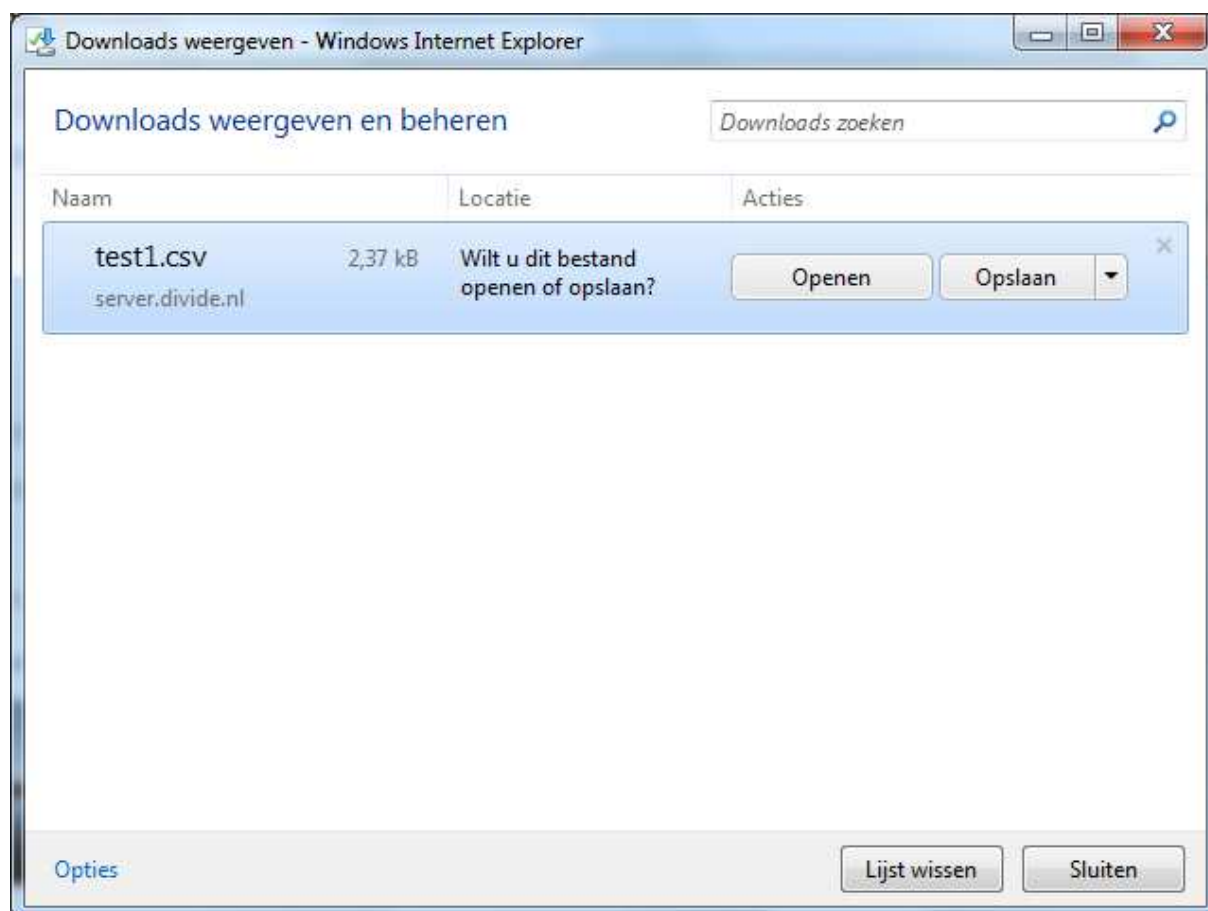 Downloads weergeven - Windows Internet Explorer
Downloads weergeven en beheren
Downloads zoeken
Naam
Locatie
Acties
test1.csv
2,37 kB
server.divide.nl
Wilt u dit bestand
openen of opslaan?
Openen
Opslaan
Opties
Lijst wissen
Sluiten